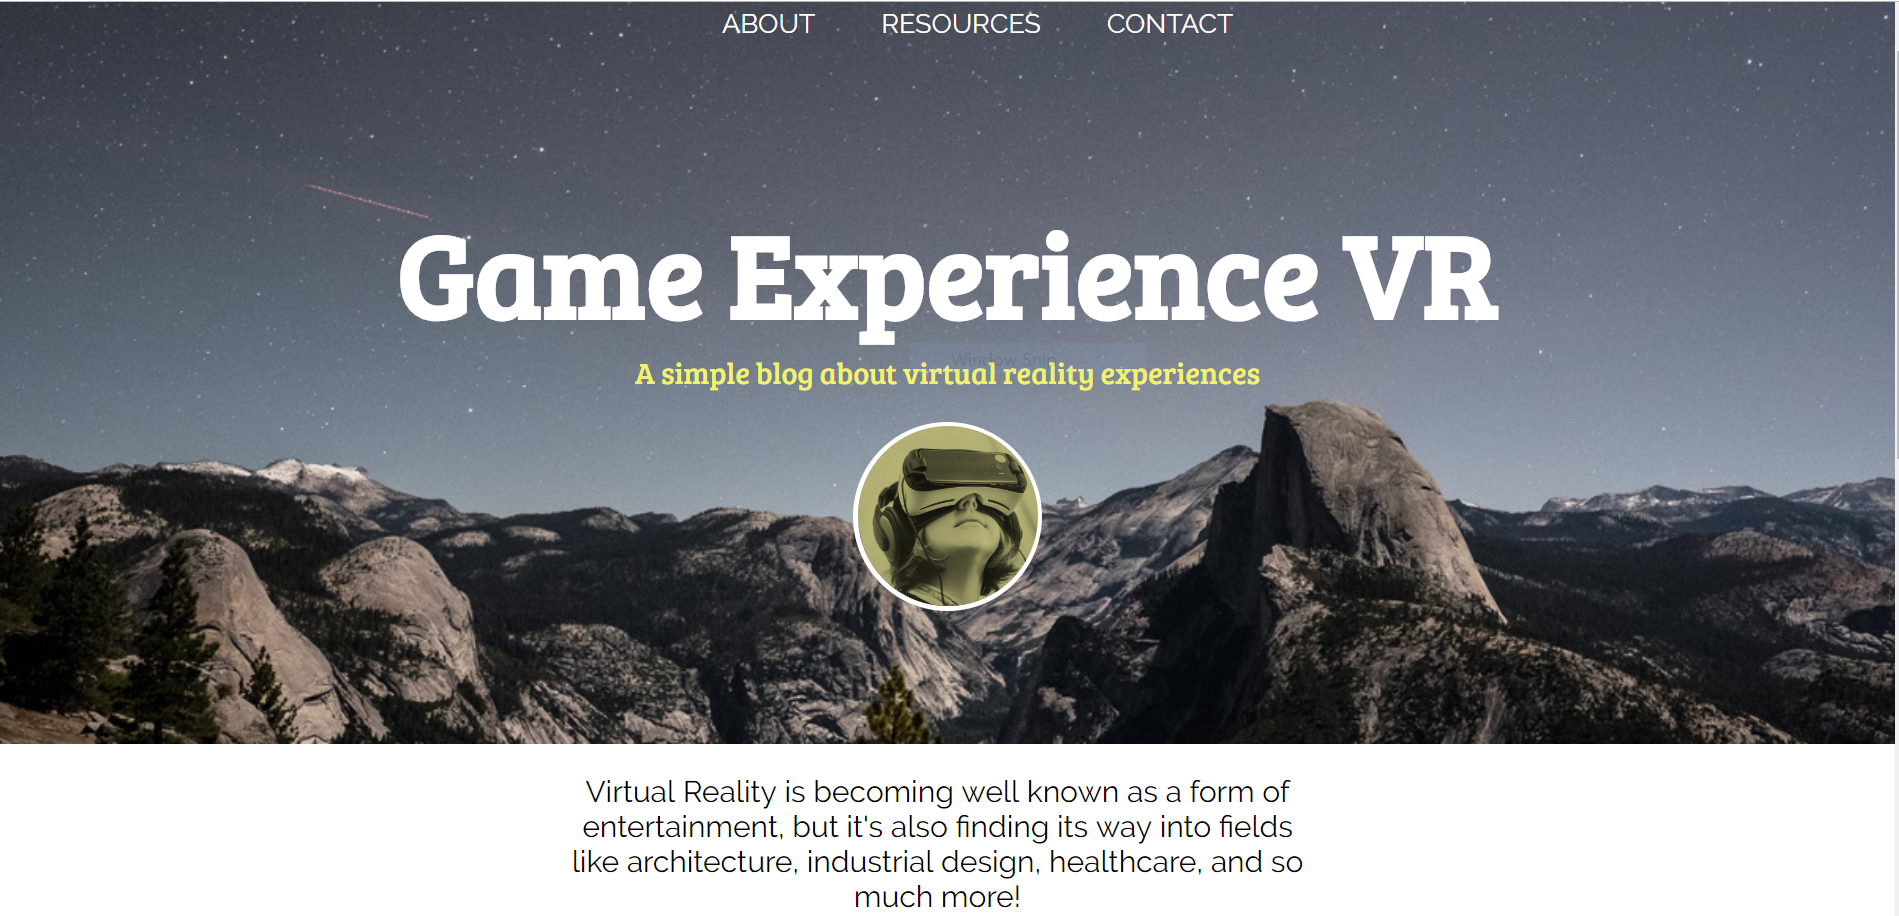 ABOUT RESOURCES CONTACT
Game Experience VR
Window Snip
A simple blog about virtual reality experiences
Virtual Reality is becoming well known as a form of
entertainment, but it's also finding its way into fields
like architecture, industrial design, healthcare, and so
much more!